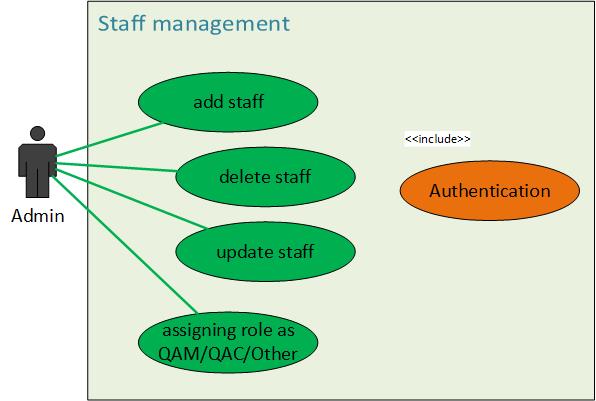 Staff management
add staff
<<include>>
delete staff
Authentication
Admin
update staff
assigning role as
QAM/QAC/Other